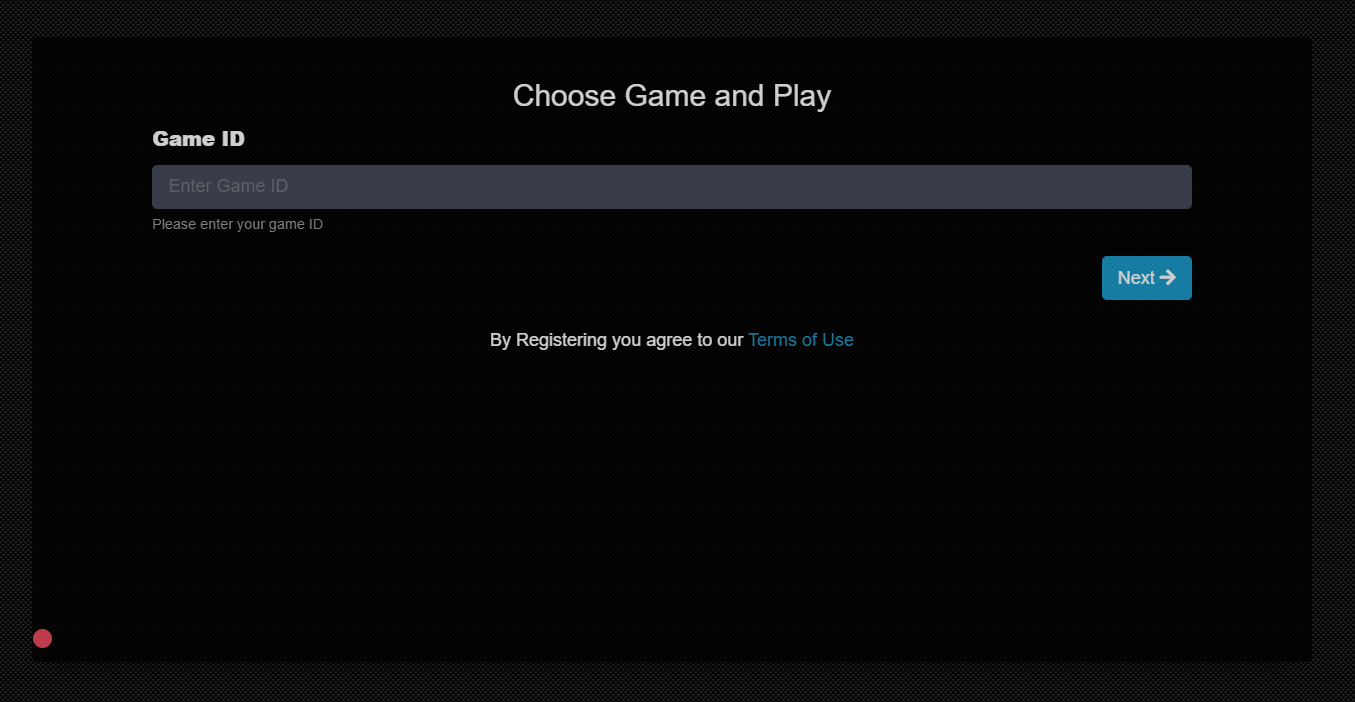 Choose Game and Play
Game ID
Enter Game ID
Please enter your game ID
Next
By Registering you agree to our Terms of Use